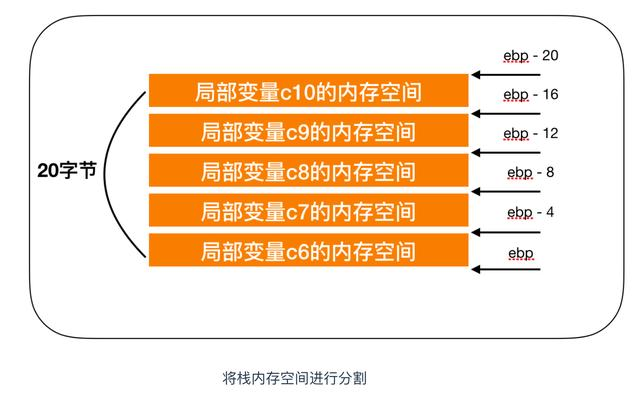 ebp - 20
局部变量c10的内存空间
ebp - 16
局部变量c9的内存空间
ebp - 12
20字节
局部变量c8的内存空间
ebp - 8
局部变量c7的内存空间
ebp - 4
局部变量c6的内存空间
ebp
将栈内存空间进行分割